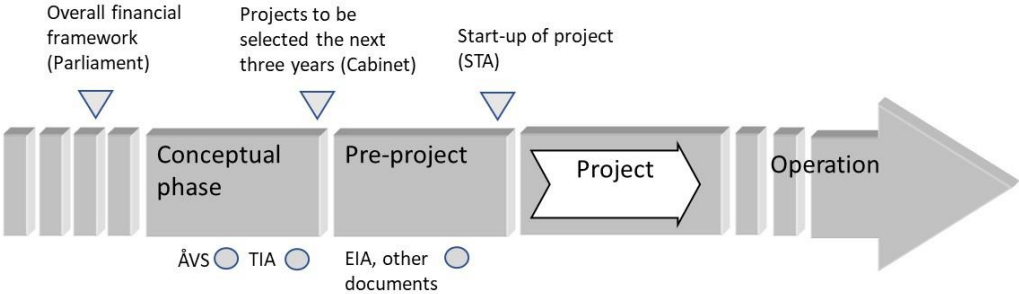 Overall financial
framework
(Parliament)
Projects to be
selected the next
three years (Cabinet)
Start-up of project
(STA)
Conceptual
phase
Pre-project
Project
Operation
ÅVS
TIA
EIA, other
documents